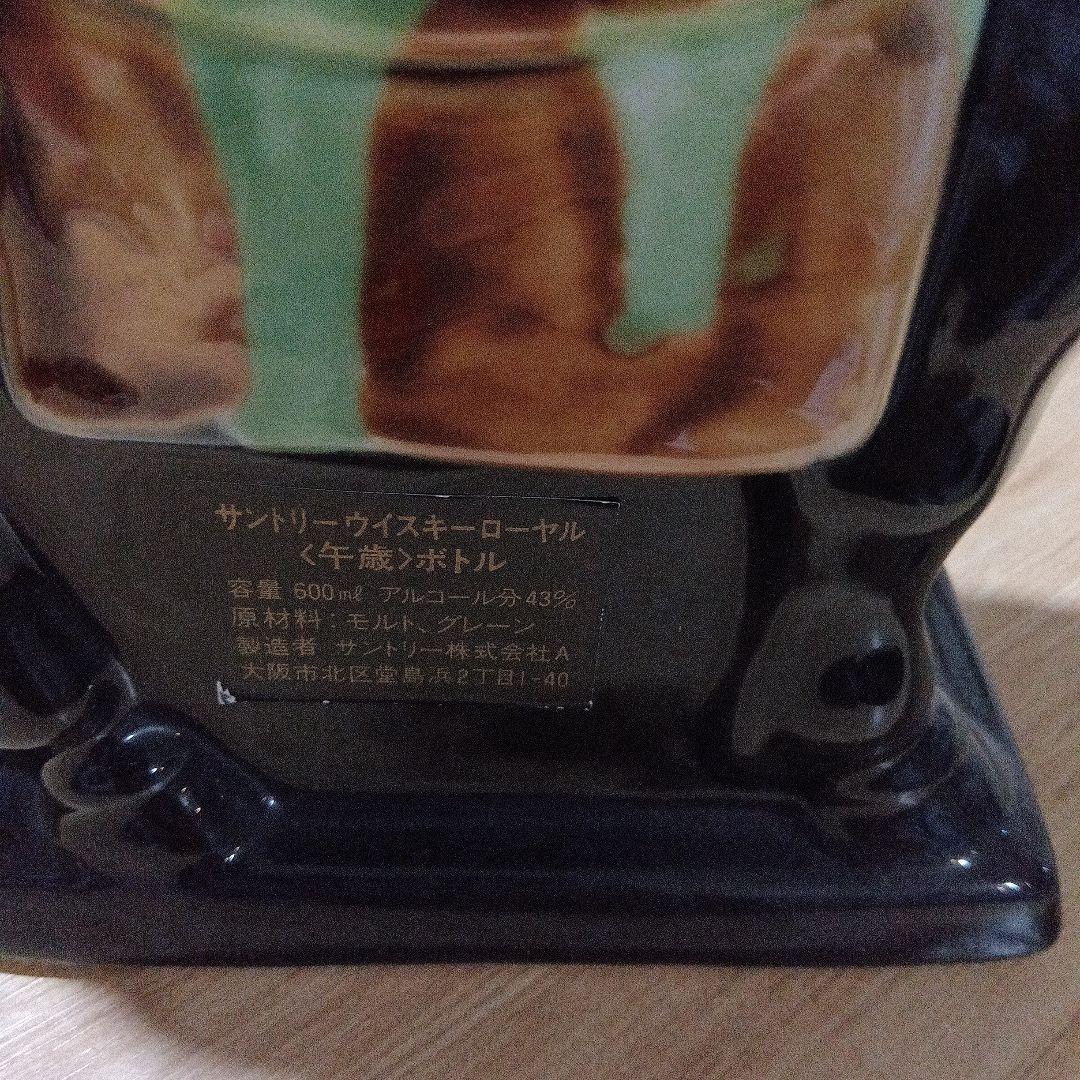 サントリーウイスキーローヤル
〈午歳〉ボトル
容量 600㎖ アルコール分43%
原材料:モルト、グレーン
製造者 サントリー株式会社A
大阪市北区堂島浜2丁目1-40